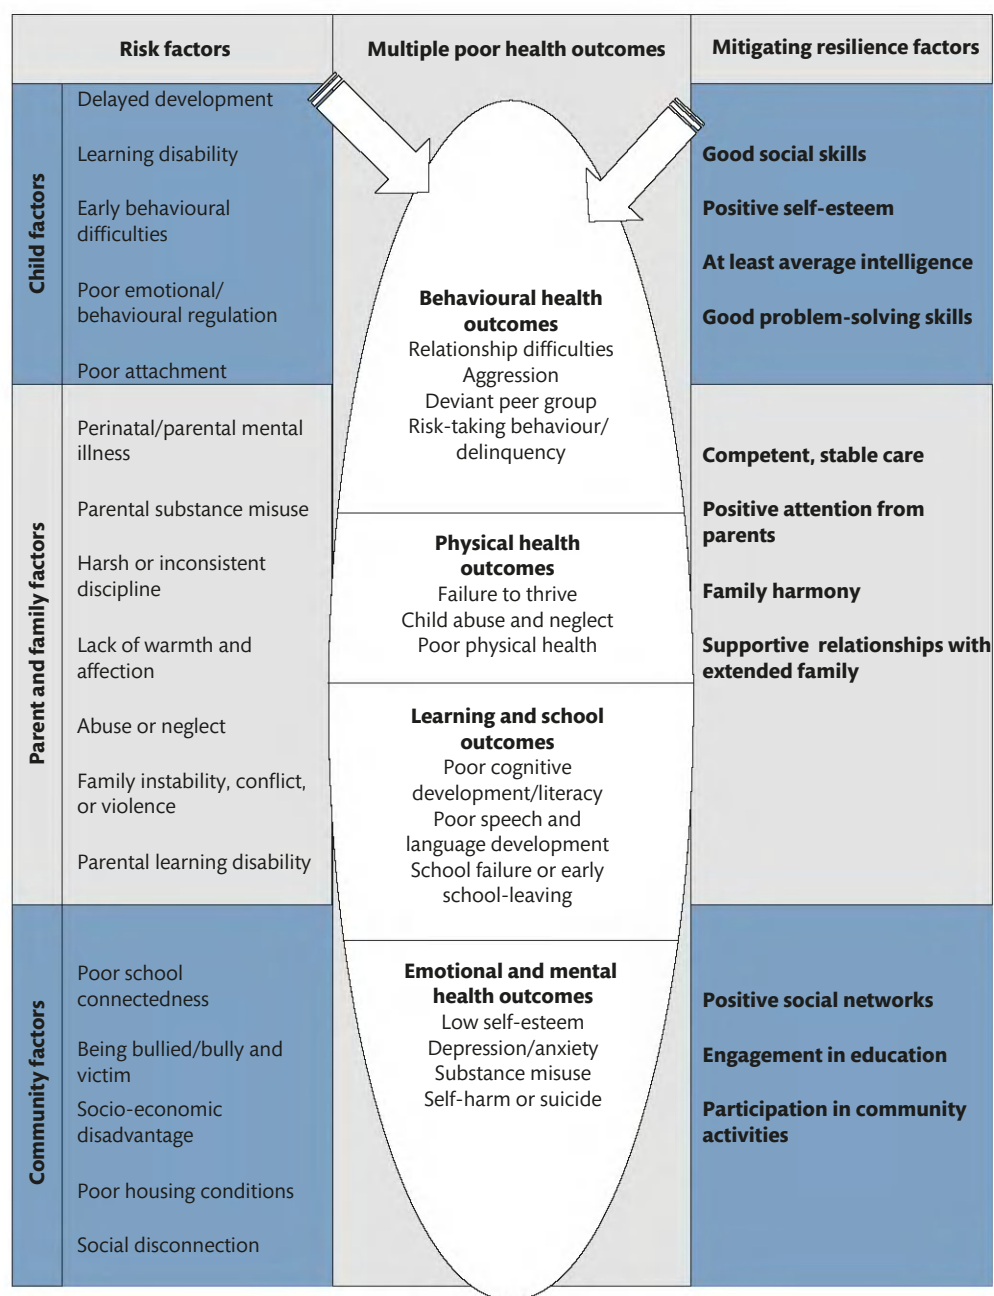 Risk factors
Multiple poor health outcomes
Mitigating resilience factors
Child factors
Delayed development
Learning disability
Early behavioural
difficulties
Poor emotional/
behavioural regulation
Poor attachment
Parent and family factors
Perinatal/parental mental
illness
Parental substance misuse
Harsh or inconsistent
discipline
Lack of warmth and
affection
Abuse or neglect
Family instability, conflict,
or violence
Parental learning disability
Community factors
Poor school
connectedness
Being bullied/bully and
victim
Socio-economic
disadvantage
Poor housing conditions
Social disconnection
Behavioural health
outcomes
Relationship difficulties
Aggression
Deviant peer group
Risk-taking behaviour/
delinquency
Physical health
outcomes
Failure to thrive
Child abuse and neglect
Poor physical health
Learning and school
outcomes
Poor cognitive
development/literacy
Poor speech and
language development
School failure or early
school-leaving
Emotional and mental
health outcomes
Low self-esteem
Depression/anxiety
Substance misuse
Self-harm or suicide
Good social skills
Positive self-esteem
At least average intelligence
Good problem-solving skills
Competent, stable care
Positive attention from
parents
Family harmony
Supportive relationships with
extended family
Positive social networks
Engagement in education
Participation in community
activities